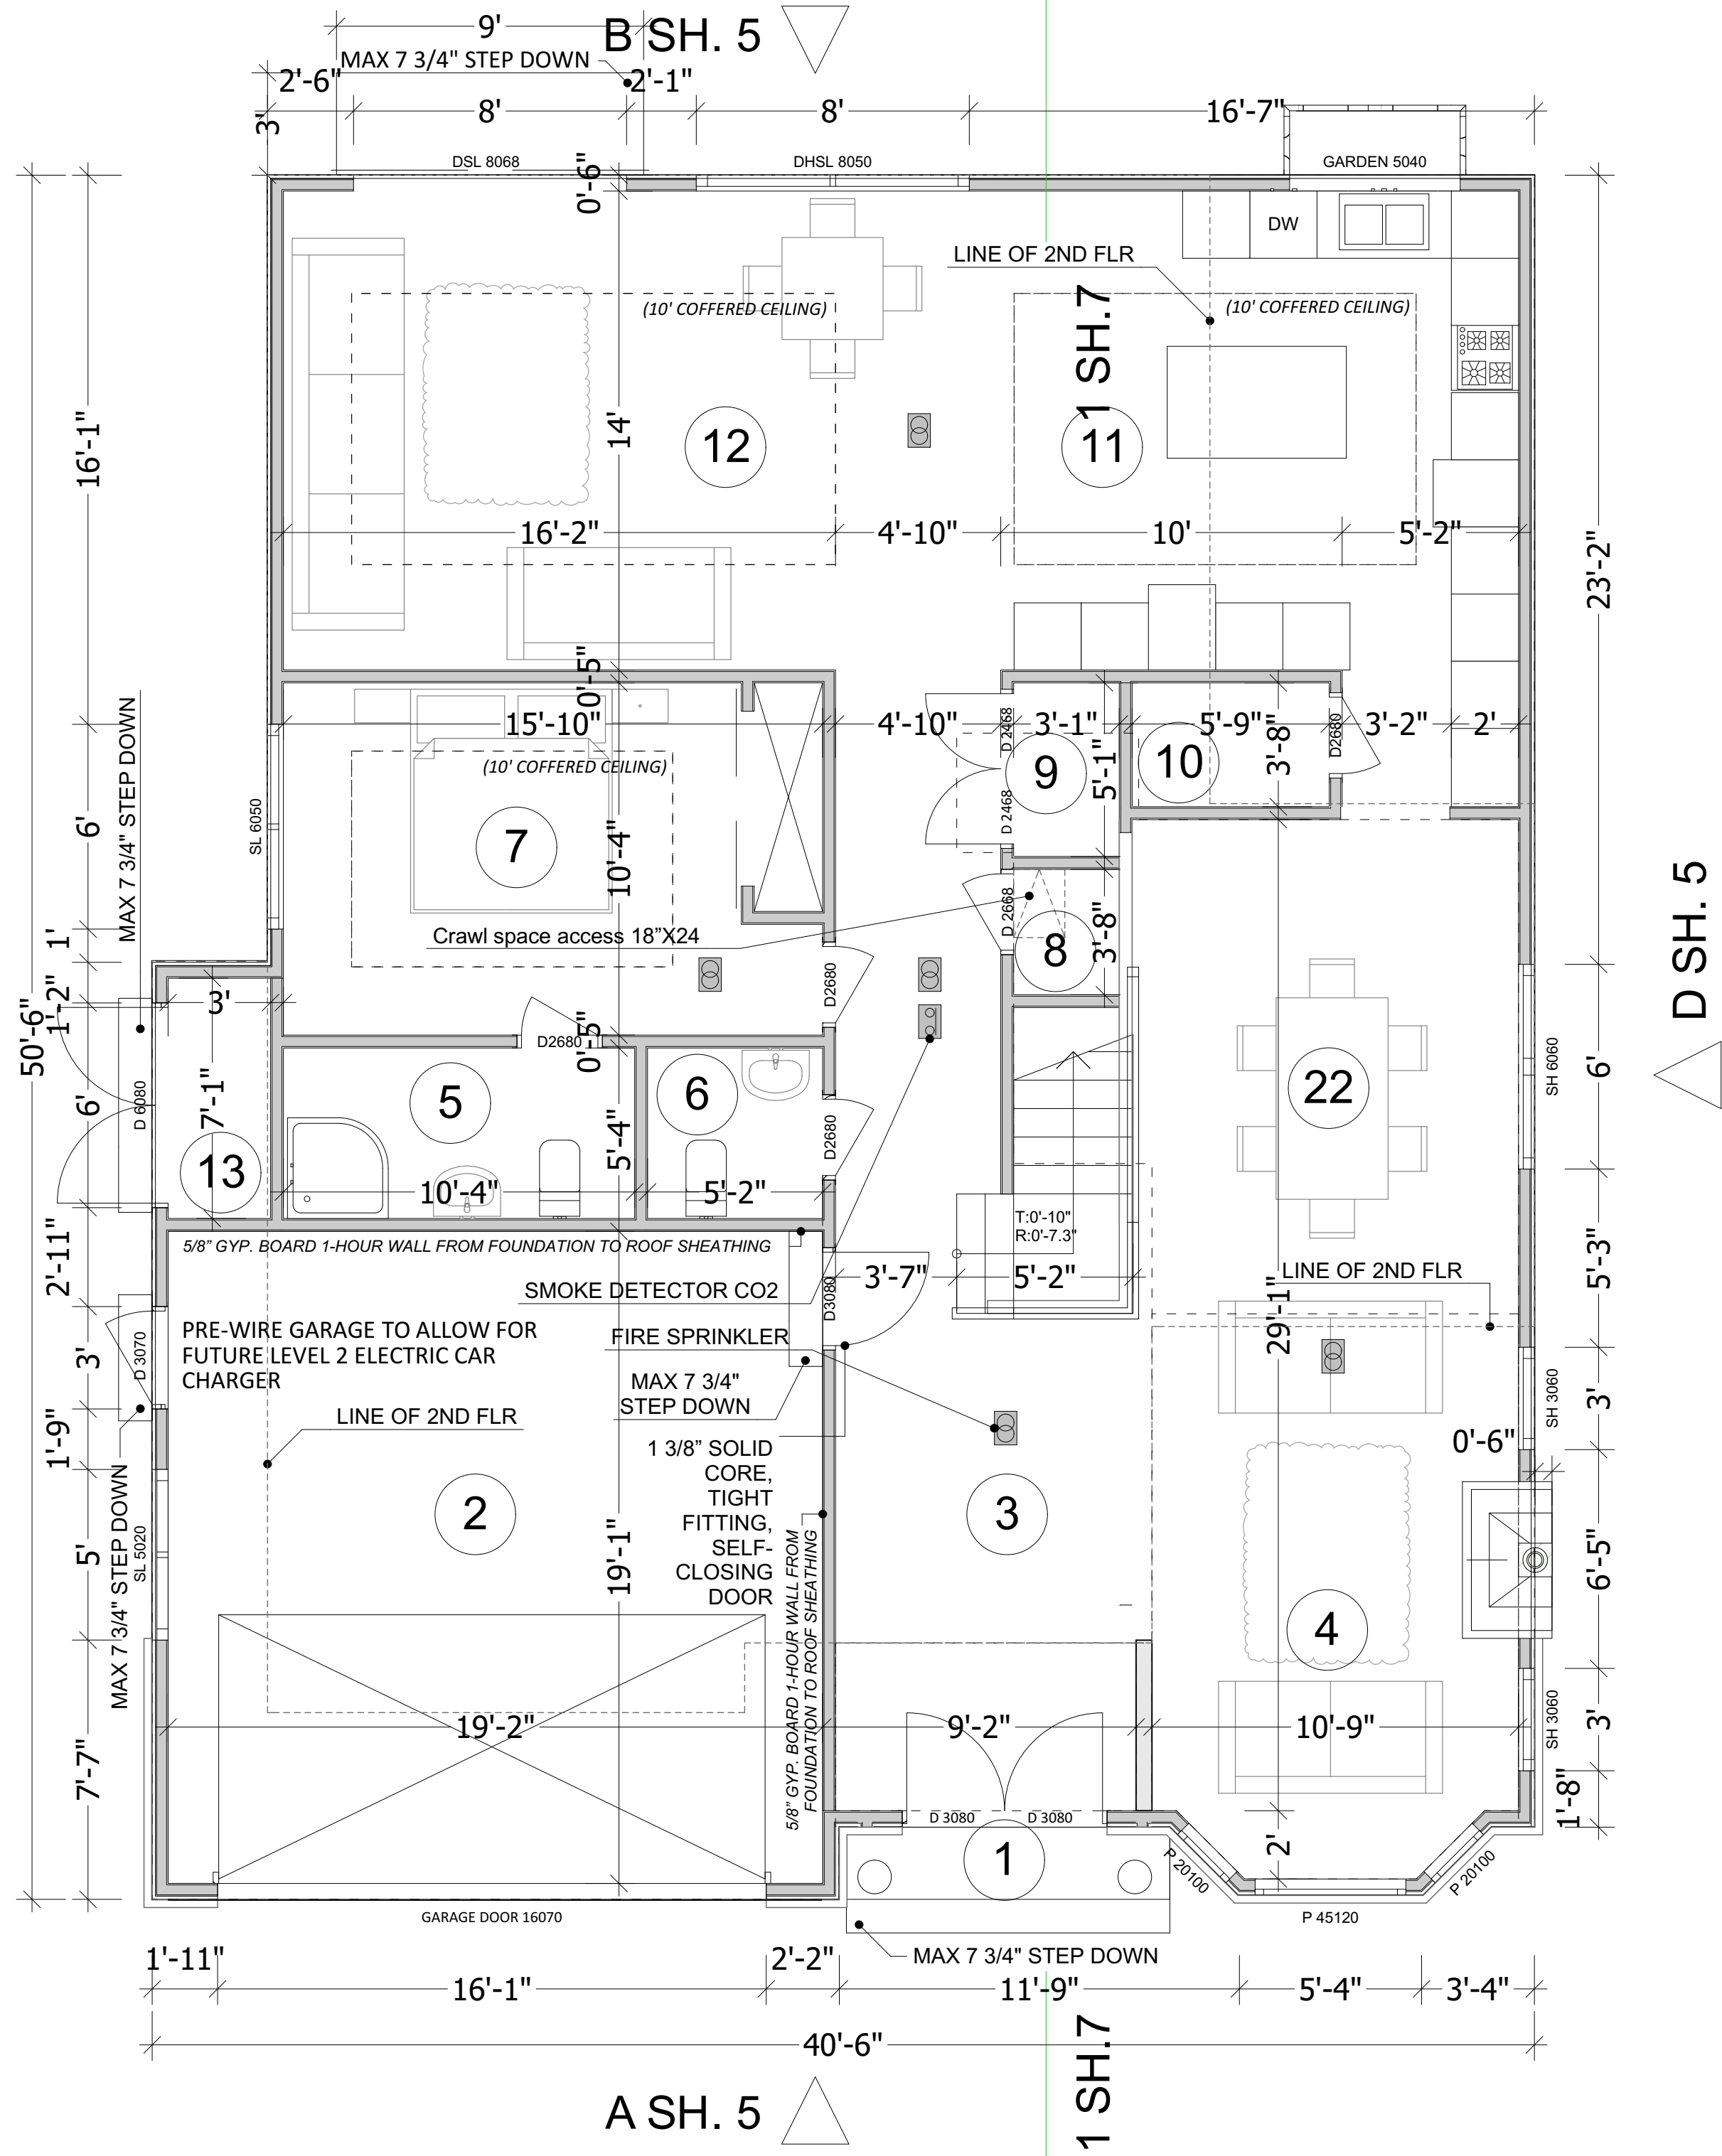 9'
B SH. 5
MAX 7 3/4" STEP DOWN
2'-6"
2'-1"
3'
8'
8'
16'-7"
DSL 8068
DHSL 8050
GARDEN 5040
0'-6"
DW
LINE OF 2ND FLR
(10' COFFERED CEILING)
(10' COFFERED CEILING)
1 SH.7
12
11
14'
16'-1"
23'-2"
16'-2"
4'-10"
10'
5'-2"
0'-5"
15'-10"
4'-10"
3'-1"
5'-9"
3'-2"
2'
D 2468
D2680
(10' COFFERED CEILING)
9
10
3'-8"
5'-1"
MAX 7 3/4" STEP DOWN
6'
SL 6050
7
10'-4"
D 2468
D 2668
Crawl space access 18”X24
8
3'-8"
D SH. 5
1'
1'-2"
50'-6"
3'
D2680
D2680
0'-5"
6'
D 6080
7'-1"
5
6
22
6'
SH 6060
13
5'-4"
D2680
10'-4"
5'-2"
T:0'-10"
R:0'-7.3"
5/8” GYP. BOARD 1-HOUR WALL FROM FOUNDATION TO ROOF SHEATHING
2'-11"
3'-7"
5'-2"
LINE OF 2ND FLR
5'-3"
SMOKE DETECTOR CO2
D3080
29'-1"
PRE-WIRE GARAGE TO ALLOW FOR
FUTURE LEVEL 2 ELECTRIC CAR
CHARGER
FIRE SPRINKLER
3'
D 3070
MAX 7 3/4"
STEP DOWN
3'
SH 3060
LINE OF 2ND FLR
1'-9"
0'-6"
1 3/8” SOLID
CORE,
TIGHT
FITTING,
SELF-
CLOSING
DOOR
2
3
19'-1"
5'
SL 5020
MAX 7 3/4" STEP DOWN
5/8” GYP. BOARD 1-HOUR WALL FROM
FOUNDATION TO ROOF SHEATHING
6'-5"
4
19'-2"
9'-2"
10'-9"
3'
SH 3060
7'-7"
1'-8"
D 3080
D 3080
1
2'
P 20100
P 20100
GARAGE DOOR 16070
P 45120
1'-11"
2'-2"
MAX 7 3/4" STEP DOWN
16'-1"
11'-9"
5'-4"
3'-4"
40'-6"
1 SH.7
A SH. 5